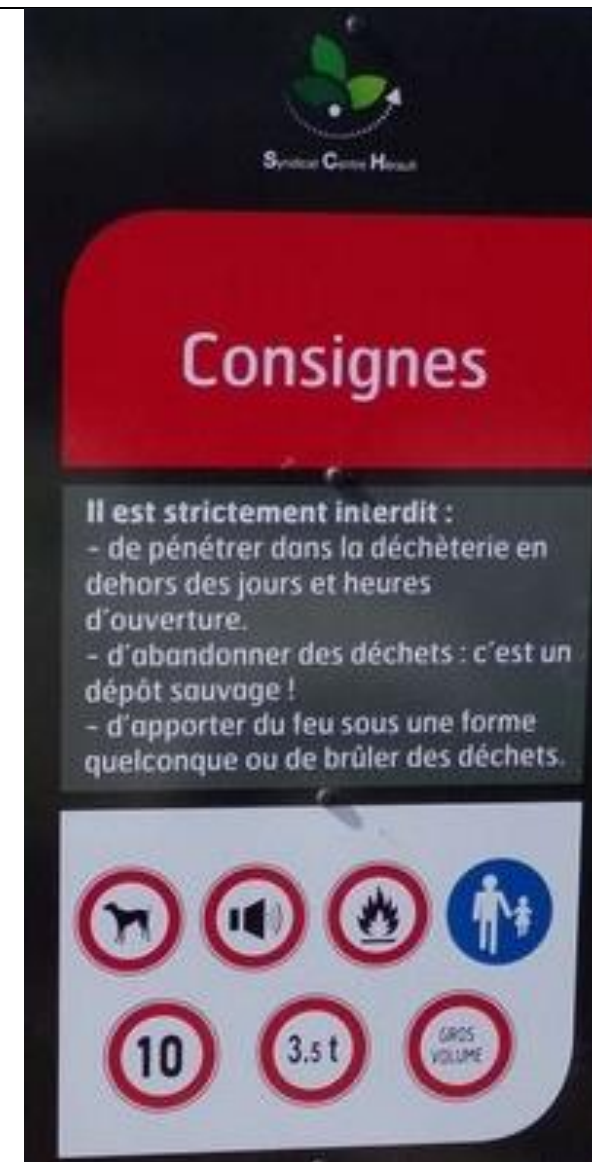 Syndicat Centre Hérault
Consignes
Il est strictement interdit :
- de pénétrer dans la déchèterie en
dehors des jours et heures
d'ouverture.
- d'abandonner des déchets : c'est un
dépôt sauvage !
- d'apporter du feu sous une forme
quelconque ou de brûler des déchets.
10
3.5 t
GROS
VOLUME